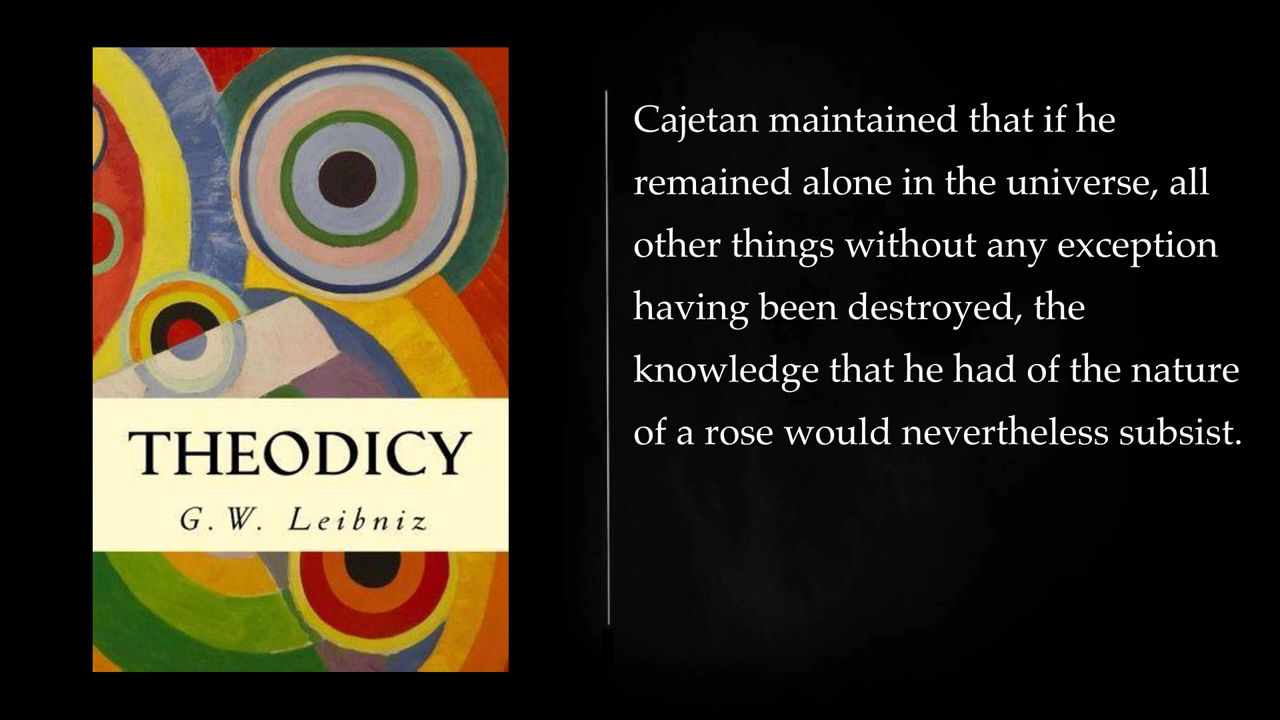 THEODICY
G. W. Leibniz
Cajetan maintained that if he
remained alone in the universe, all
other things without any exception
having been destroyed, the
knowledge that he had of the nature
of a rose would nevertheless subsist.